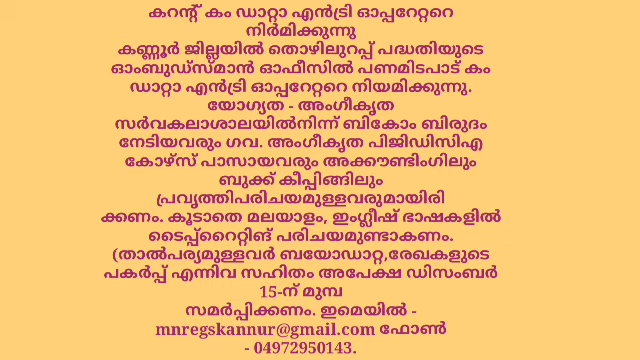 കറന്റ് കം ഡാറ്റാ എൻട്രി ഓപ്പറേറ്ററെ
നിർമിക്കുന്നു
കണ്ണൂർ ജില്ലയിൽ തൊഴിലുറപ്പ് പദ്ധതിയുടെ
ഓംബുഡ്സ്മാൻ ഓഫീസിൽ പണമിടപാട് കം
ഡാറ്റാ എൻട്രി ഓപ്പറേറ്ററെ നിയമിക്കുന്നു.
യോഗ്യത - അംഗീകൃത
സർവകലാശാലയിൽനിന്ന് ബികോം ബിരുദം
നേടിയവരും ഗവ. അംഗീകൃത പിജിഡിസിഎ
കോഴ്സ് പാസായവരും അക്കൗണ്ടിംഗിലും
ബുക്ക് കീപ്പിങ്ങിലും
പ്രവൃത്തിപരിചയമുള്ളവരുമായിരി
ക്കണം. കൂടാതെ മലയാളം, ഇംഗ്ലീഷ് ഭാഷകളിൽ
ടൈപ്പ്റൈറ്റിങ് പരിചയമുണ്ടാകണം.
(താൽപര്യമുള്ളവർ ബയോഡാറ്റ,രേഖകളുടെ
പകർപ്പ് എന്നിവ സഹിതം അപേക്ഷ ഡിസംബർ
15-ന് മുമ്പ
സമർപ്പിക്കണം. ഇമെയിൽ -
mnregskannur@gmail.com ഫോൺ
- 04972950143.